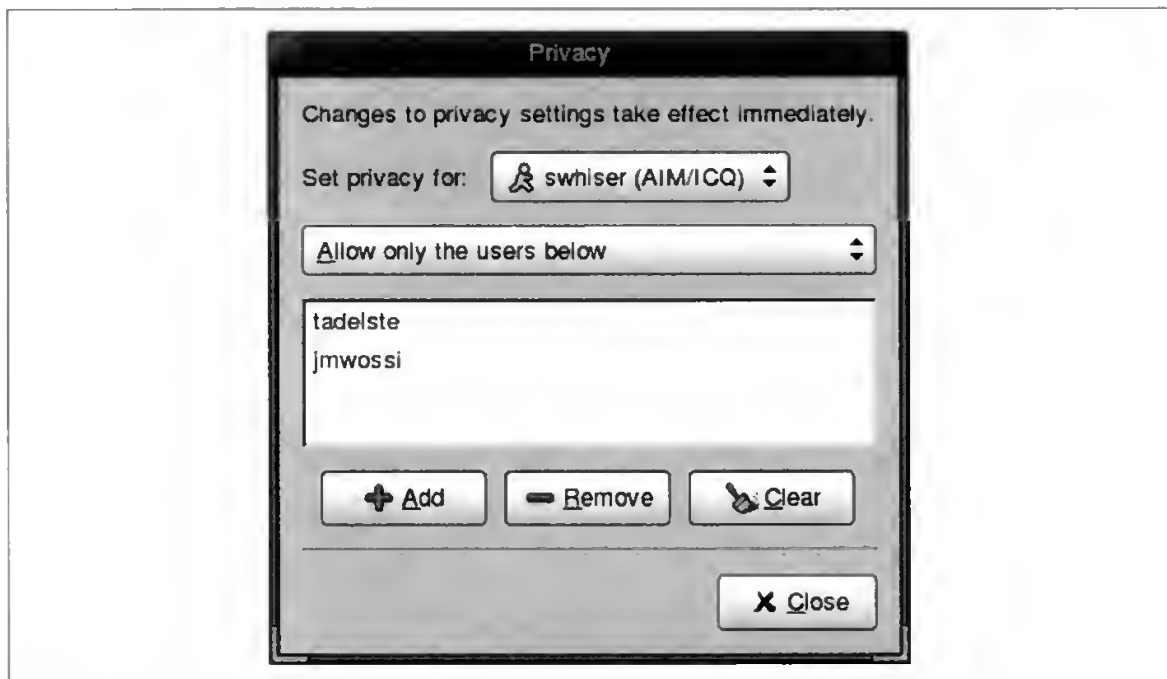 Privacy
Changes to privacy settings take effect immediately.
Set privacy for: swhiser (AIM/ICQ)
Allow only the users below
tadelste
jmwossi
Add Remove Clear
Close